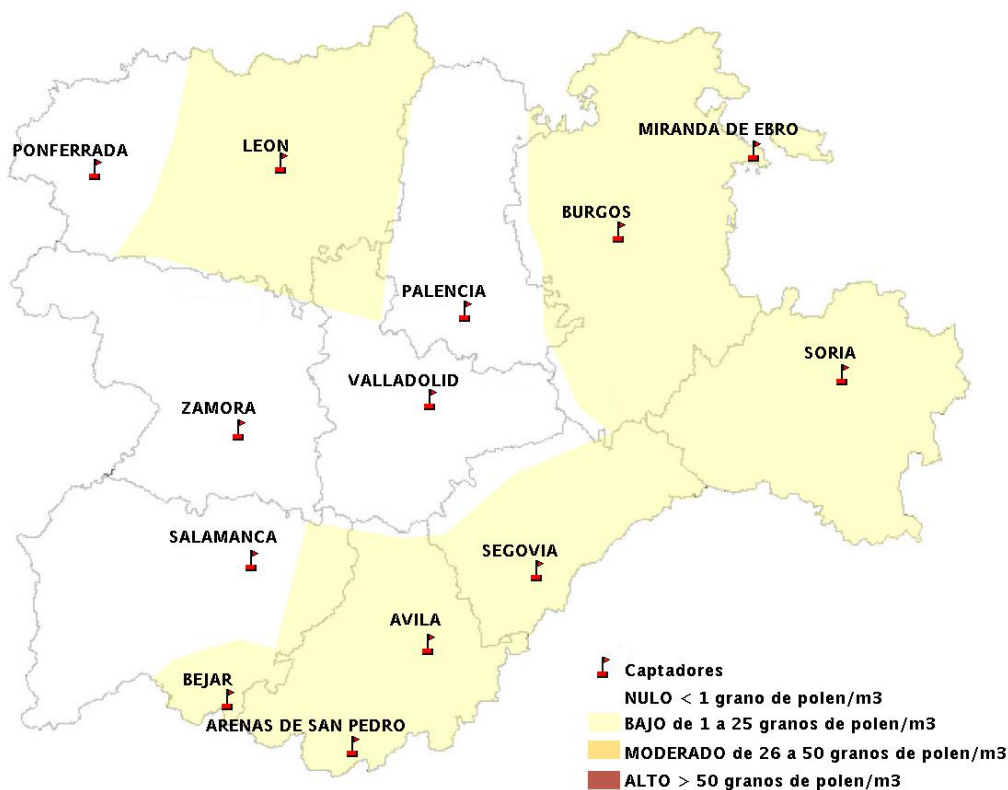 MIRANDA DE EBRO
PONFERRADA
LEON
BURGOS
PALENCIA
SORIA
VALLADOLID
ZAMORA
SALAMANCA
SEGOVIA
AVILA
BEJAR
ARENAS DE SAN PEDRO
Captadores
NULO < 1 grano de polen/m3
BAJO de 1 a 25 granos de polen/m3
MODERADO de 26 a 50 granos de polen/m3
ALTO > 50 granos de polen/m3